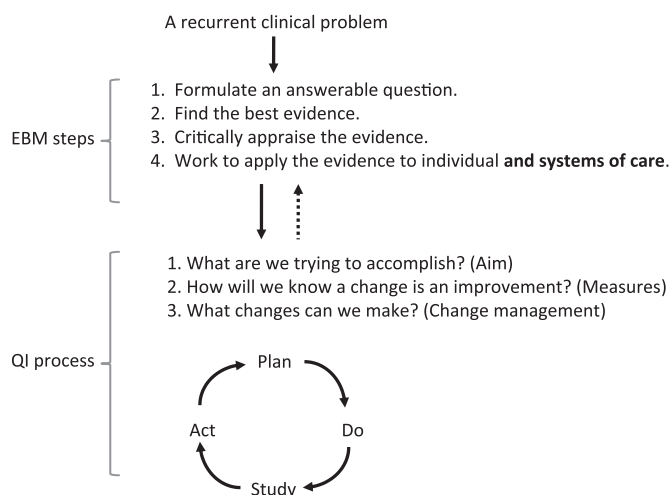 A recurrent clinical problem
EBM steps
1. Formulate an answerable question.
2. Find the best evidence.
3. Critically appraise the evidence.
4. Work to apply the evidence to individual and systems of care.
QI process
1. What are we trying to accomplish? (Aim)
2. How will we know a change is an improvement? (Measures)
3. What changes can we make? (Change management)
Plan
Act
Do
Study